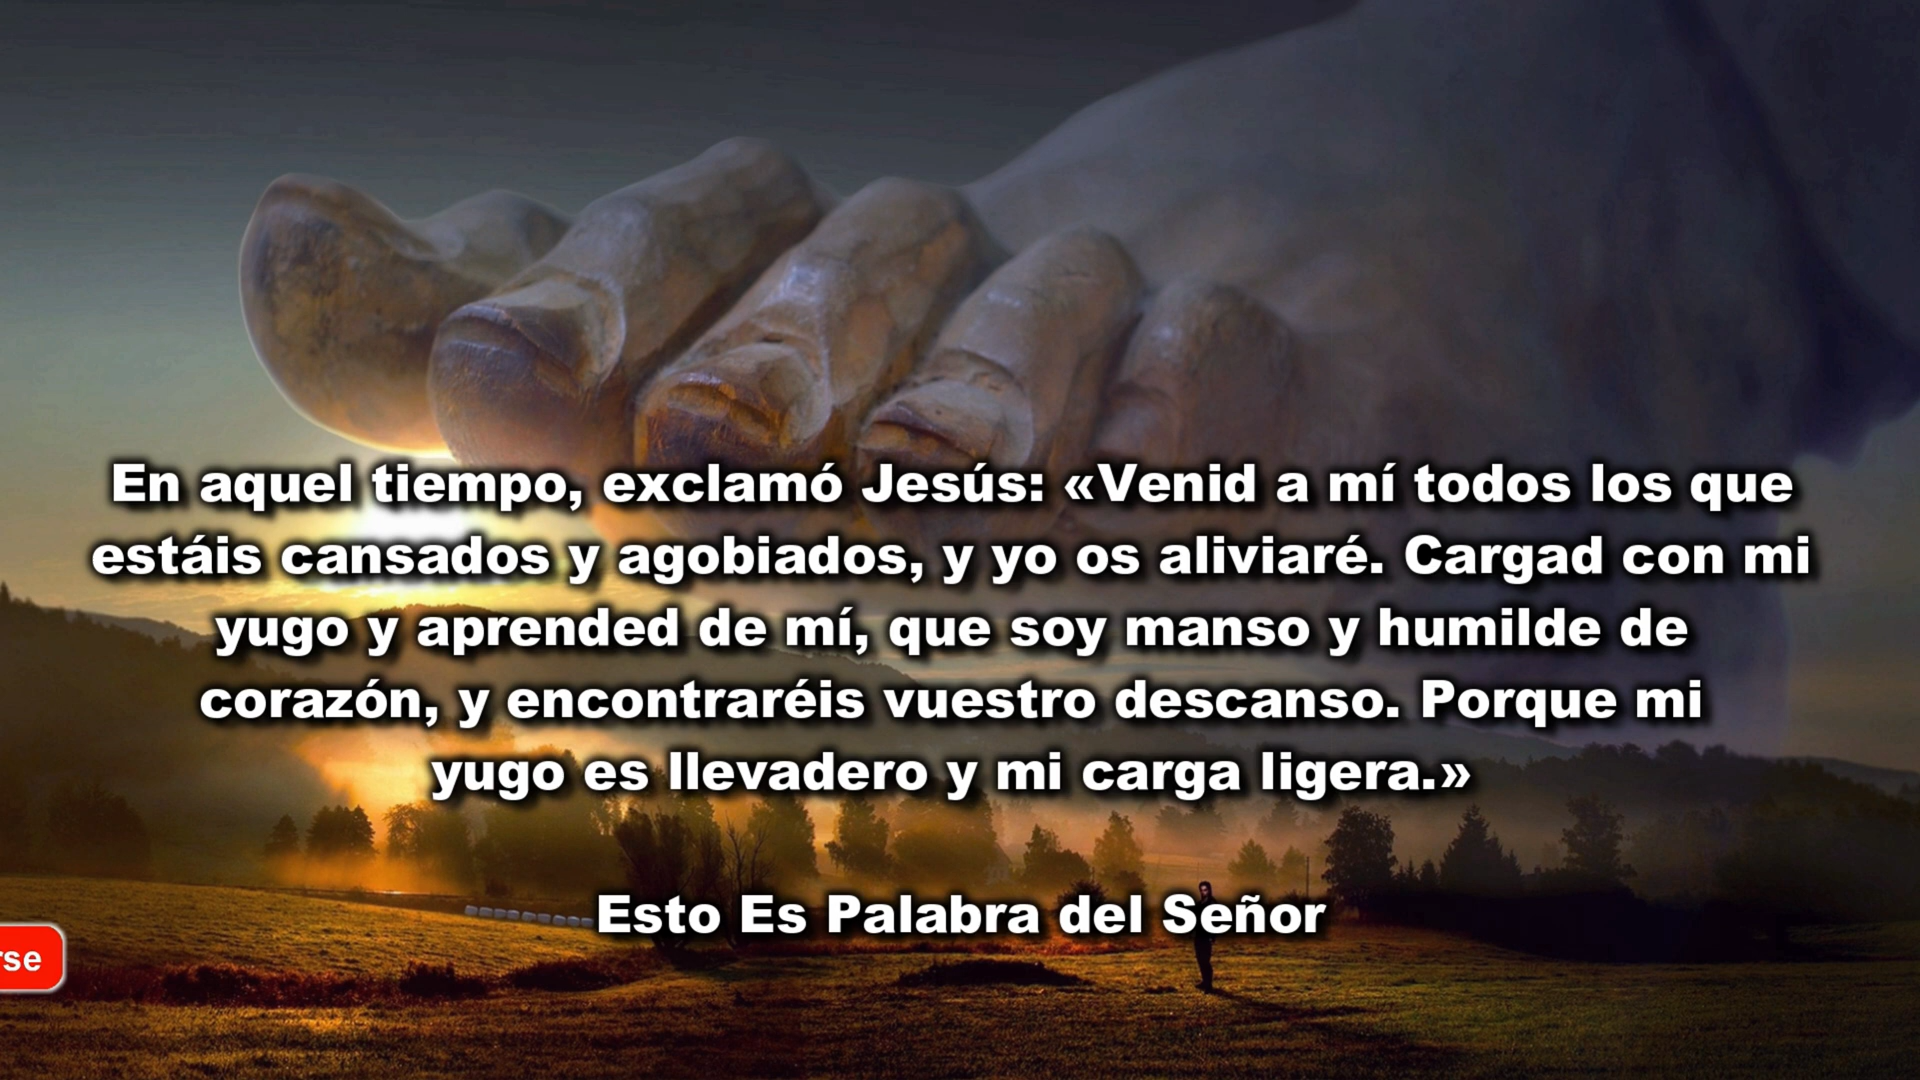 En aquel tiempo, exclamó Jesús: «Venid a mí todos los que
estáis cansados y agobiados, y yo os aliviaré. Cargad con mi
yugo y aprended de mí, que soy manso y humilde de
corazón, y encontraréis vuestro descanso. Porque mi
yugo es llevadero y mi carga ligera.»
Esto Es Palabra del Señor
rse